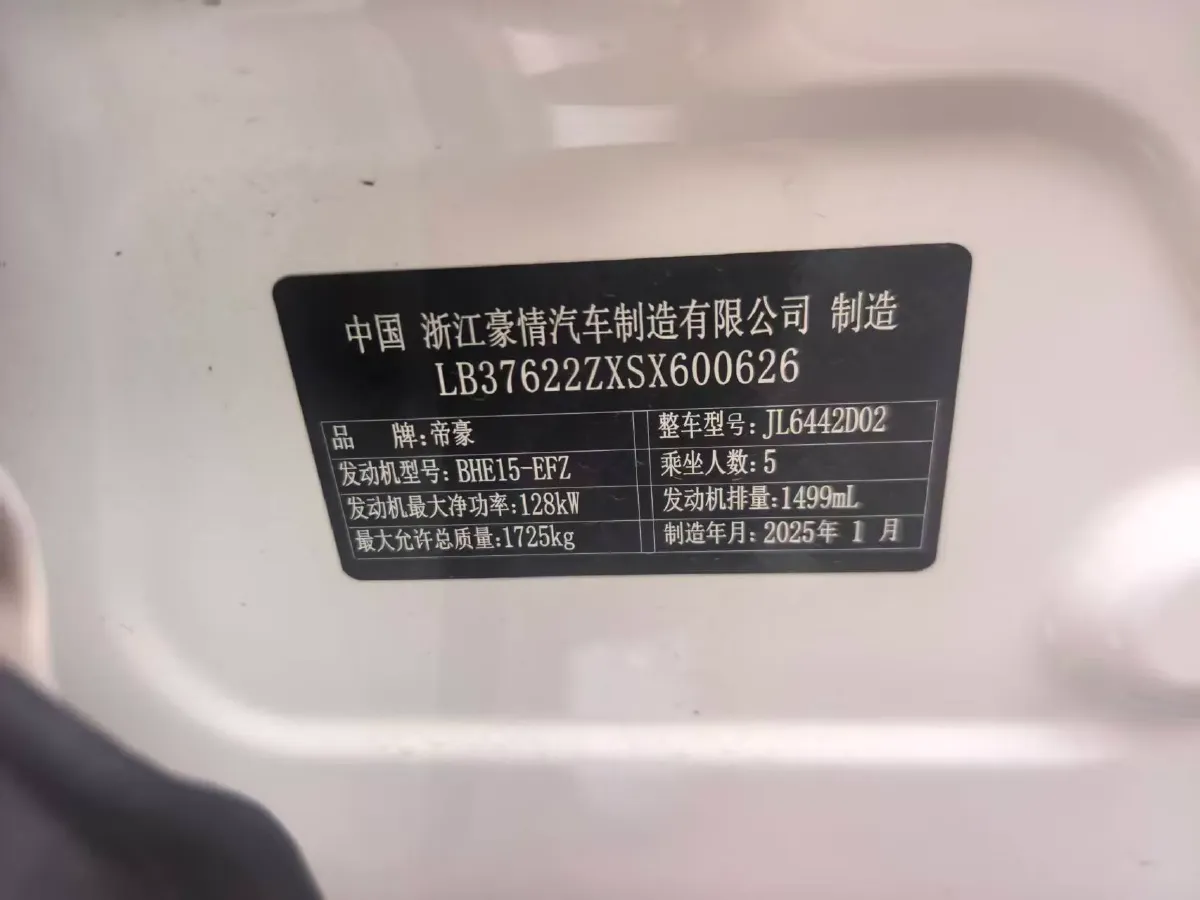 中国 浙江豪情汽车制造有限公司 制造
LB37622ZXSX600626
品 牌:帝豪 整车型号:JL6442D02
发动机型号:BHE15-EFZ 乘坐人数:5
发动机最大净功率:128kW 发动机排量:1499mL
最大允许总质量:1725kg 制造年月:2025年 1 月